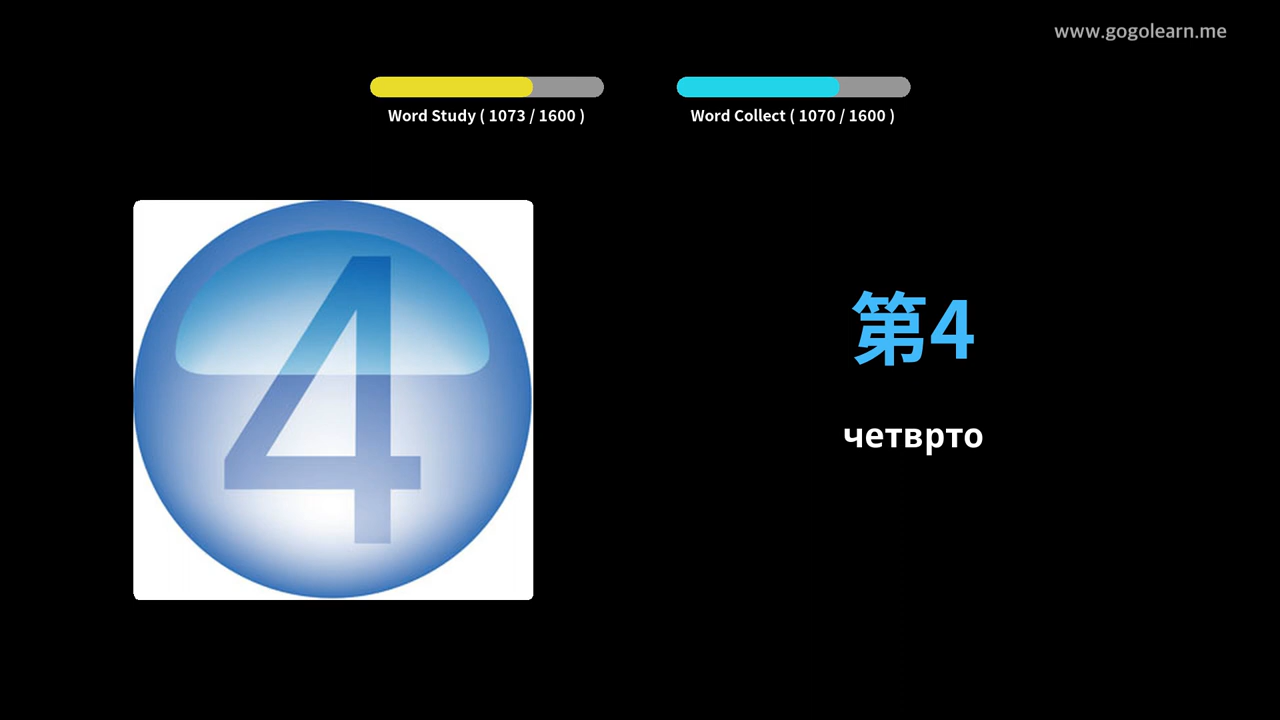 www.gogolearn.me
Word Study ( 1073 / 1600 )
Word Collect ( 1070 / 1600 )
4
第4
четврто